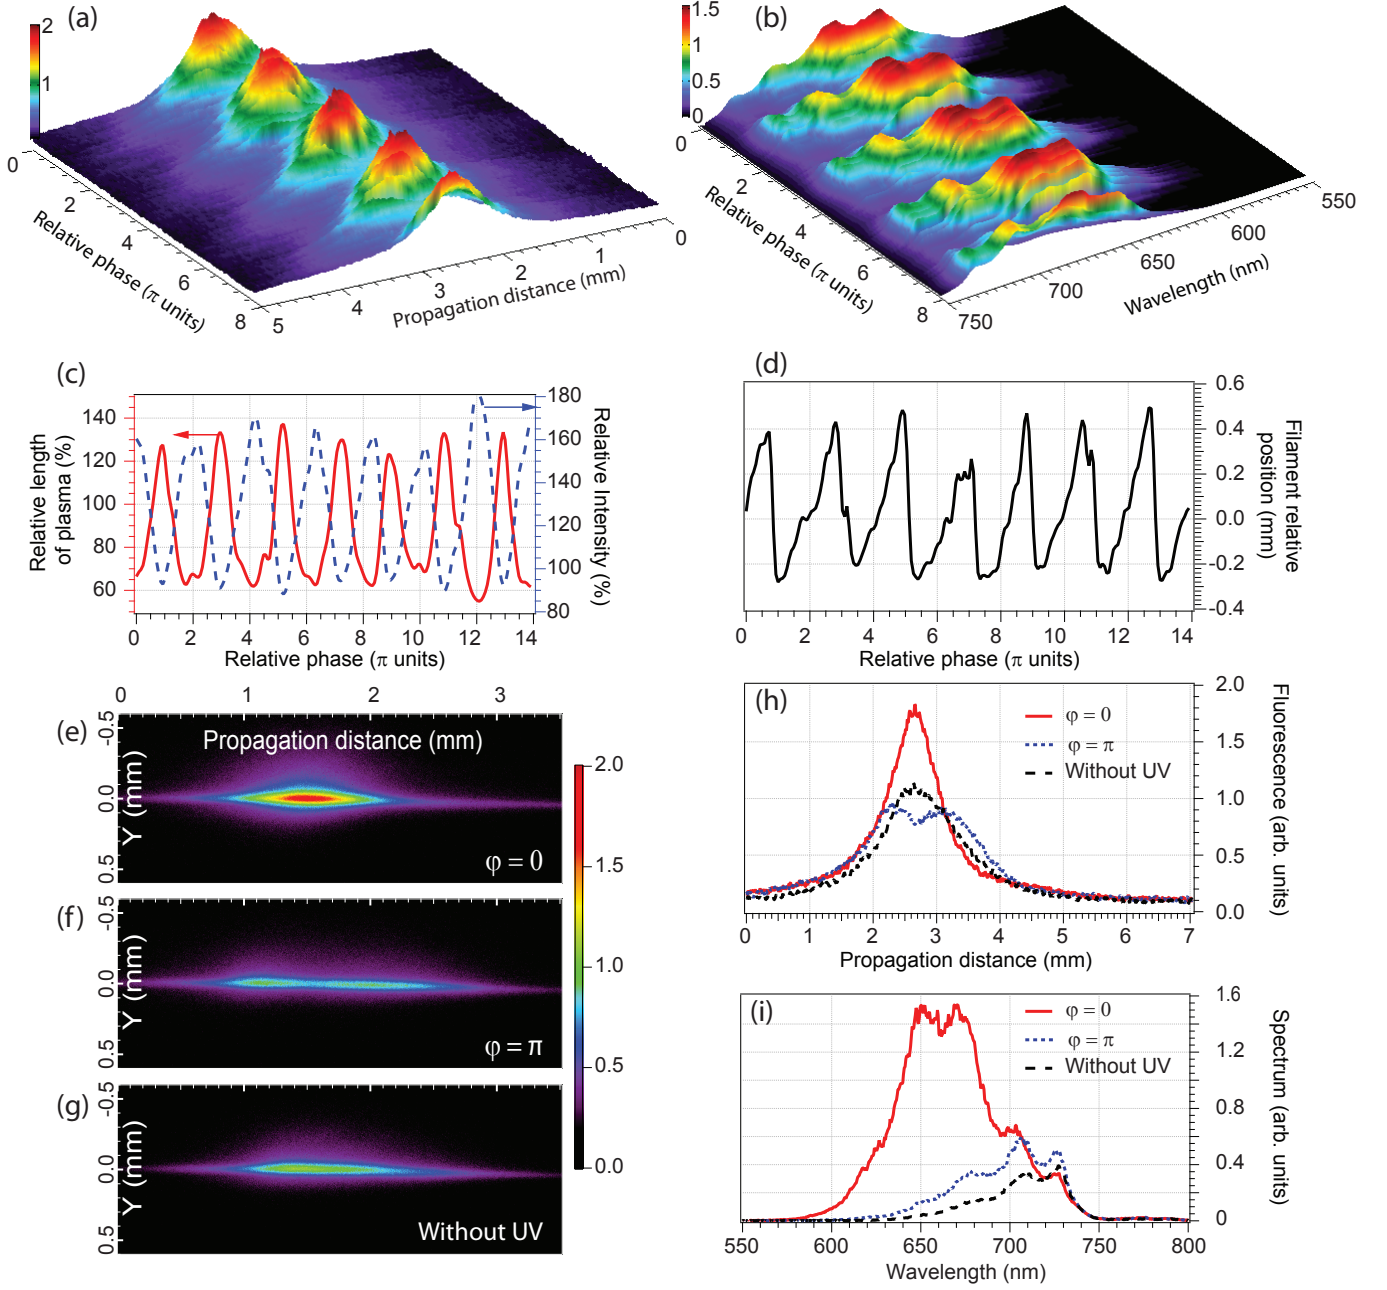 (a)
2
1
0
2
4
6
8
Relative phase (π units)
5
4
3
2
1
0
Propagation distance (mm)
(b)
1.5
1
0.5
0
0
2
4
6
8
Relative phase (π units)
750
700
650
600
550
Wavelength (nm)
(c)
140
120
100
80
60
Relative length
of plasma (%)
180
160
140
120
100
80
Relative Intensity (%)
0 2 4 6 8 10 12 14
Relative phase (π units)
(d)
0.6
0.4
0.2
0.0
-0.2
-0.4
Filament relative
position (mm)
0 2 4 6 8 10 12 14
Relative phase (π units)
0 1 2 3
(e)
Propagation distance (mm)
-0.5
0.0
0.5
Y (mm)
φ = 0
(f)
-0.5
0.0
0.5
Y (mm)
φ = π
(g)
-0.5
0.0
0.5
Y (mm)
Without UV
2.0
1.5
1.0
0.5
0.0
(h)
φ = 0
φ = π
Without UV
2.0
1.5
1.0
0.5
0.0
Fluorescence (arb. units)
0 1 2 3 4 5 6 7
Propagation distance (mm)
(i)
φ = 0
φ = π
Without UV
1.6
1.2
0.8
0.4
0
Spectrum (arb. units)
550 600 650 700 750 800
Wavelength (nm)